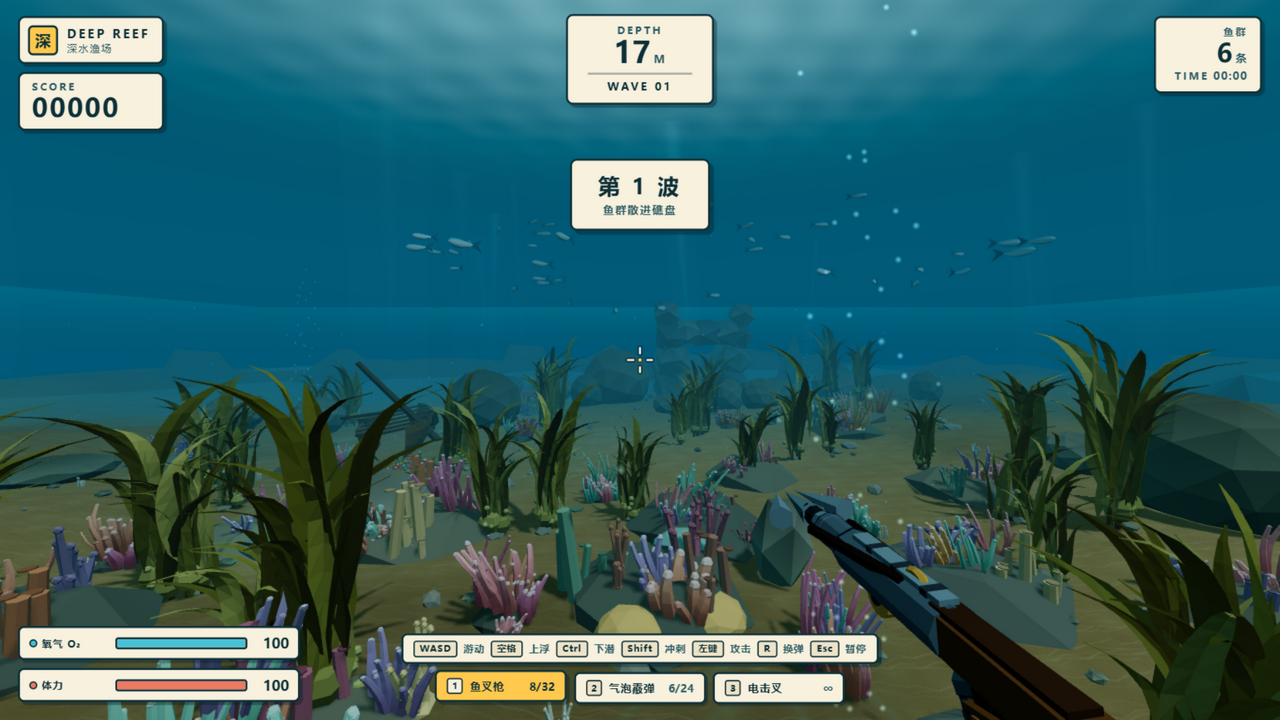 深 DEEP REEF
深水渔场
SCORE
00000
DEPTH
17 M
WAVE 01
鱼群
6 条
TIME 00:00
第 1 波
鱼群散进礁盘
氧气 O₂ 100
体力 100
WASD 游动 空格 上浮 Ctrl 下潜 Shift 冲刺 左键 攻击 R 换弹 Esc 暂停
1 鱼叉枪 8/32
2 气泡霰弹 6/24
3 电击叉 ∞